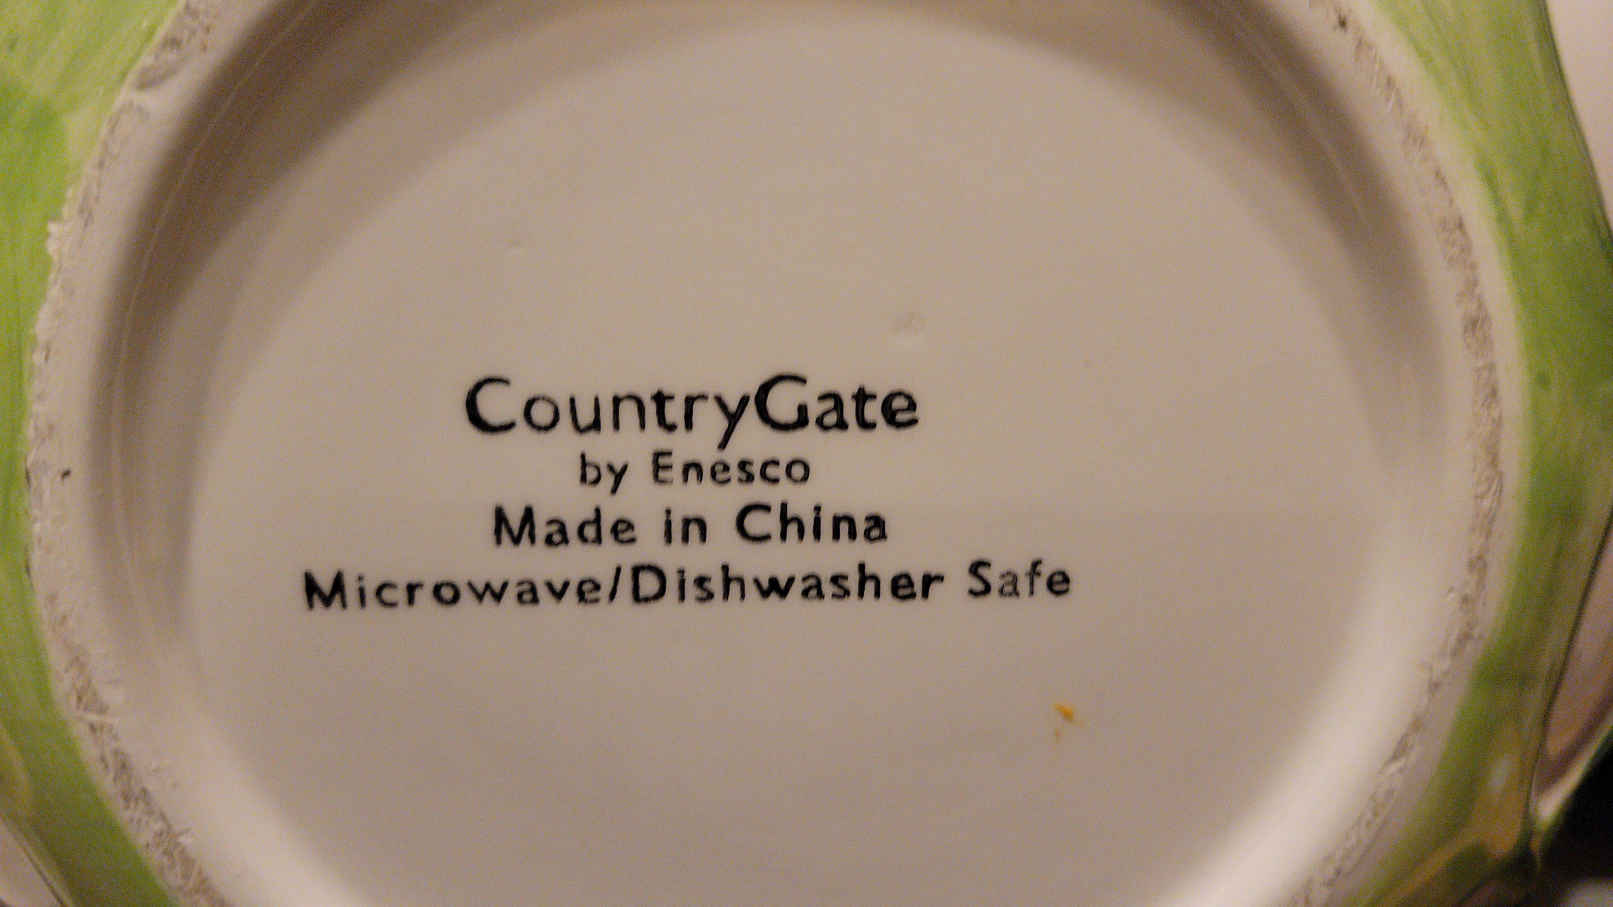 CountryGate
by Enesco
Made in China
Microwave/Dishwasher Safe